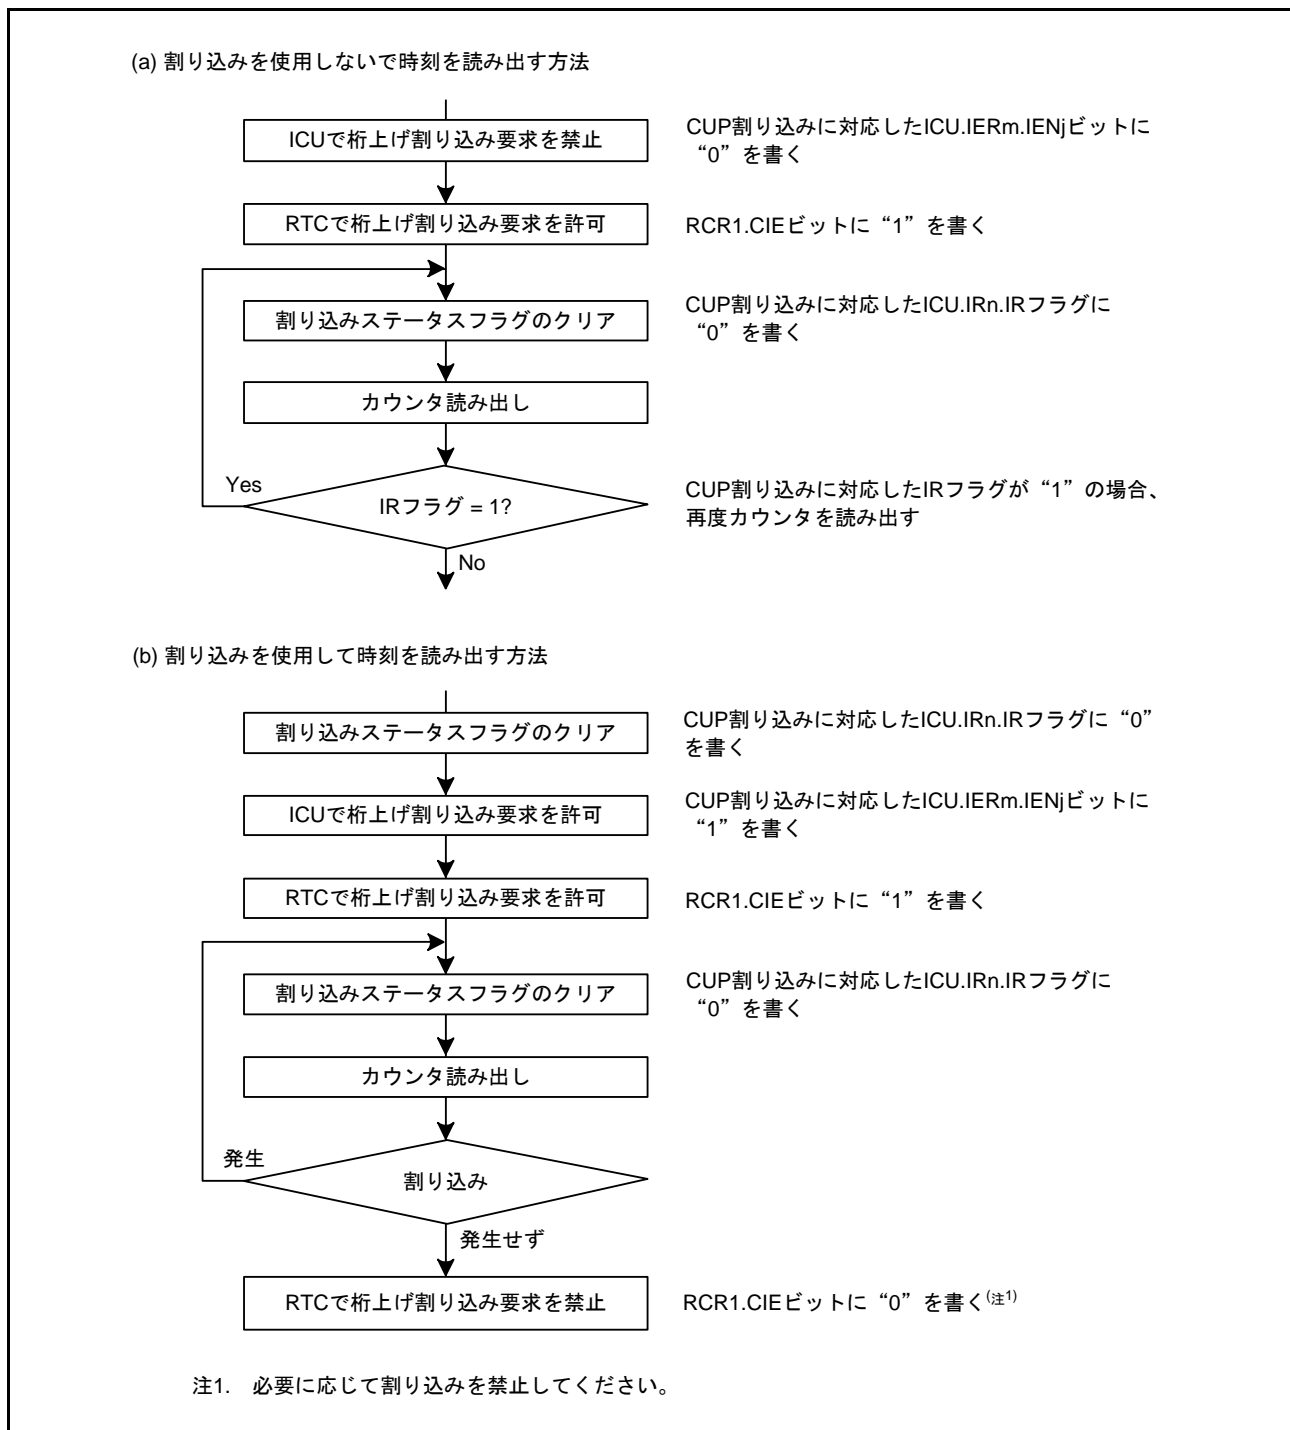 (a) 割り込みを使用しないで時刻を読み出す方法
ICUで桁上げ割り込み要求を禁止
CUP割り込みに対応したICU.IERm.IENjビットに
“0”を書く
RTCで桁上げ割り込み要求を許可
RCR1.CIEビットに“1”を書く
割り込みステータスフラグのクリア
CUP割り込みに対応したICU.IRn.IRフラグに
“0”を書く
カウンタ読み出し
Yes
IRフラグ = 1?
CUP割り込みに対応したIRフラグが“1”の場合、
再度カウンタを読み出す
No
(b) 割り込みを使用して時刻を読み出す方法
割り込みステータスフラグのクリア
CUP割り込みに対応したICU.IRn.IRフラグに“0”
を書く
ICUで桁上げ割り込み要求を許可
CUP割り込みに対応したICU.IERm.IENjビットに
“1”を書く
RTCで桁上げ割り込み要求を許可
RCR1.CIEビットに“1”を書く
割り込みステータスフラグのクリア
CUP割り込みに対応したICU.IRn.IRフラグに
“0”を書く
カウンタ読み出し
発生
割り込み
発生せず
RTCで桁上げ割り込み要求を禁止
RCR1.CIEビットに“0”を書く(注1)
注1. 必要に応じて割り込みを禁止してください。